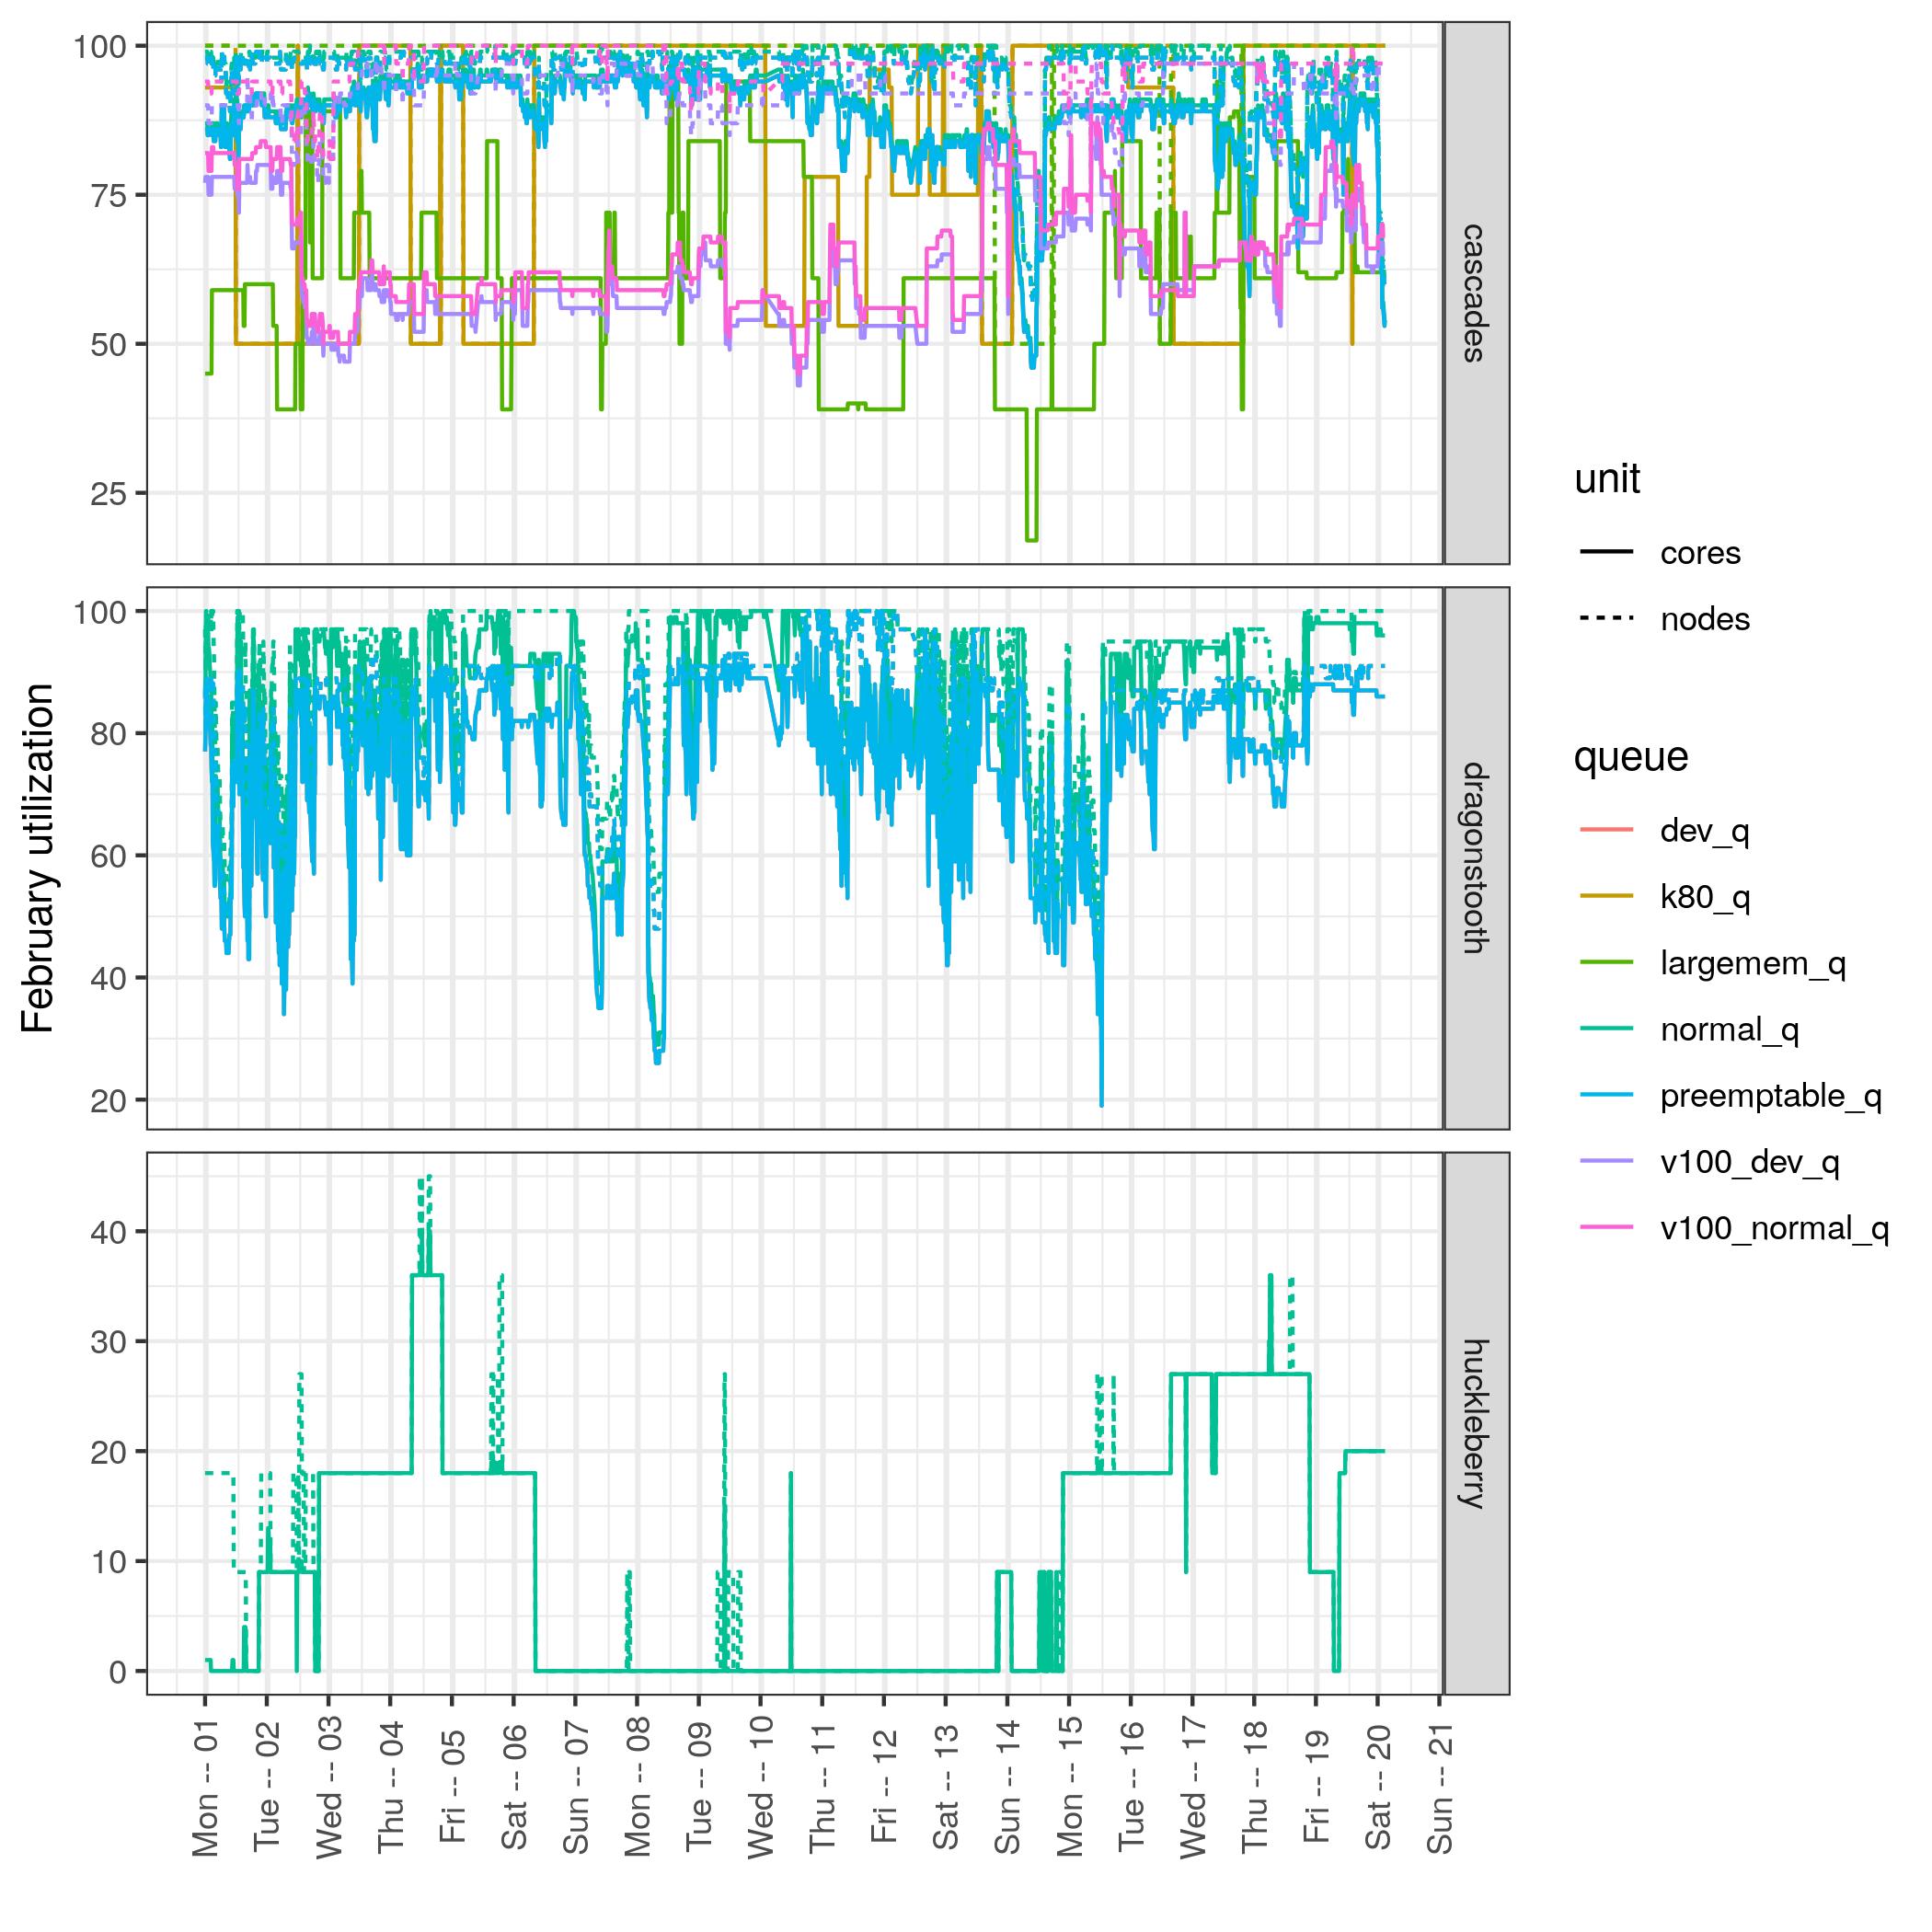 February utilization
100
75
50
25
cascades
100
80
60
40
20
dragonstooth
40
30
20
10
0
huckleberry
Mon -- 01
Tue -- 02
Wed -- 03
Thu -- 04
Fri -- 05
Sat -- 06
Sun -- 07
Mon -- 08
Tue -- 09
Wed -- 10
Thu -- 11
Fri -- 12
Sat -- 13
Sun -- 14
Mon -- 15
Tue -- 16
Wed -- 17
Thu -- 18
Fri -- 19
Sat -- 20
Sun -- 21
unit
cores
nodes
queue
dev_q
k80_q
largemem_q
normal_q
preemptable_q
v100_dev_q
v100_normal_q